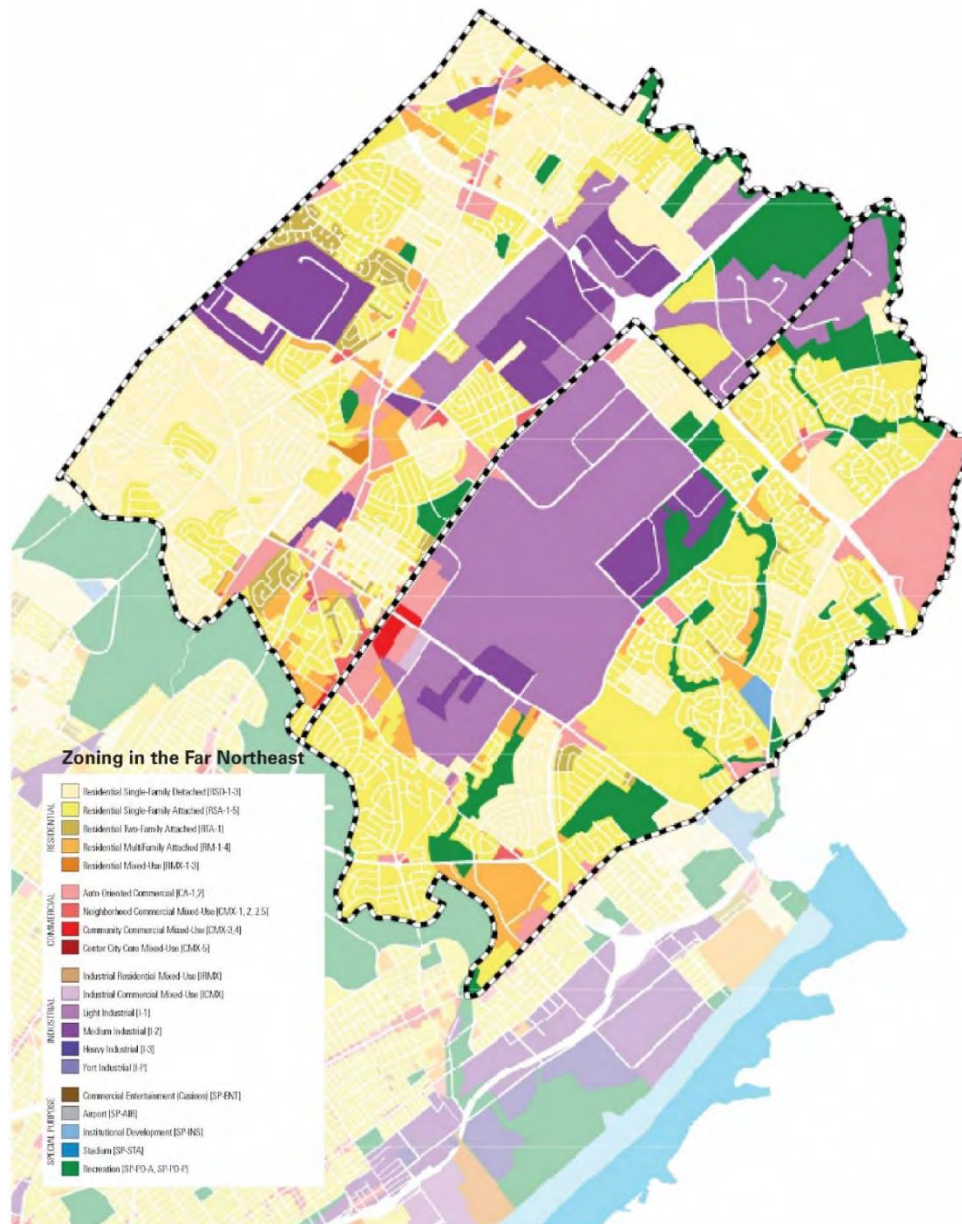 Zoning in the Far Northeast
RESIDENTIAL
Residential Single-Family Detached [RSD-1-3]
Residential Single-Family Attached [RSA-1-5]
Residential Two-Family Attached [RTA-1]
Residential MultiFamily Attached [RM-1-4]
Residential Mixed-Use [RMX-1-3]
COMMERCIAL
Auto Oriented Commercial [CA-1,2]
Neighborhood Commercial Mixed-Use [CMX-1, 2, 2.5]
Community Commercial Mixed-Use [CMX-3,4]
Center City Core Mixed-Use [CMX-5]
INDUSTRIAL
Industrial Residential Mixed-Use [IRMX]
Industrial Commercial Mixed-Use [ICMX]
Light Industrial [I-1]
Medium Industrial [I-2]
Heavy Industrial [I-3]
Port Industrial [I-P]
SPECIAL PURPOSE
Commercial Entertainment (Casinos) [SP-ENT]
Airport [SP-AIR]
Institutional Development [SP-INS]
Stadium [SP-STA]
Recreation [SP-PO-A, SP-PO-P]